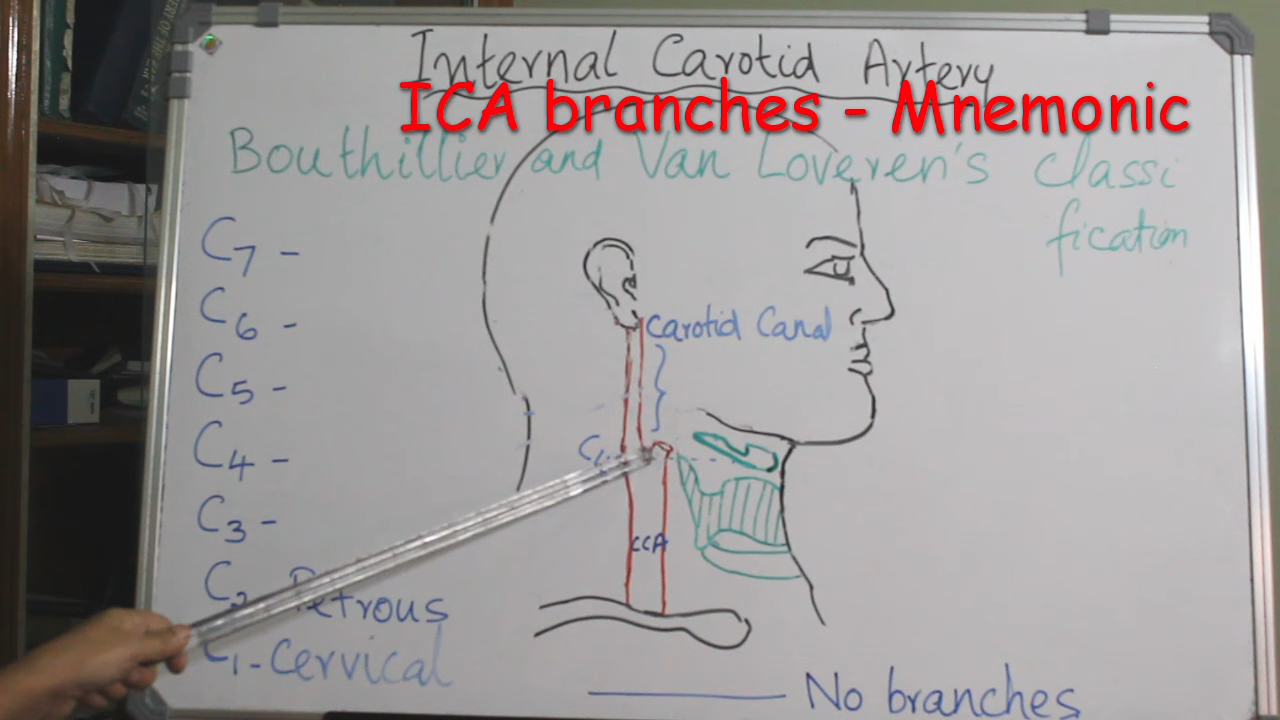 Internal Carotid Artery
ICA branches - Mnemonic
Bouthillier and Van Loveren's classi
fication
C7 -
C6 -
Carotid Canal
C5 -
C4 -
C3 -
CCA
C2 - Petrous
C1 - Cervical
No branches